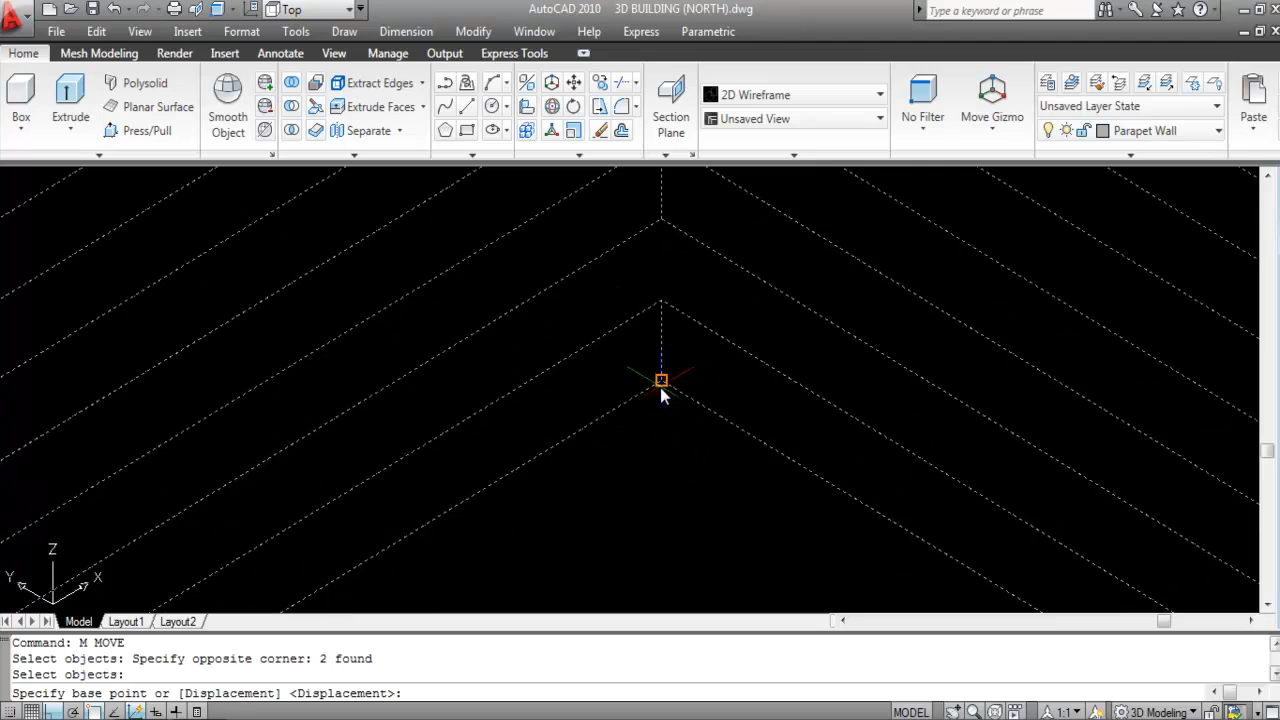 Top
AutoCAD 2010 3D BUILDING (NORTH).dwg
Type a keyword or phrase
File Edit View Insert Format Tools Draw Dimension Modify Window Help Express Parametric
Home Mesh Modeling Render Insert Annotate View Manage Output Express Tools
Box
Extrude
Polysolid
Planar Surface
Press/Pull
Smooth
Object
Extract Edges
Extrude Faces
Separate
Section
Plane
2D Wireframe
Unsaved View
No Filter
Move Gizmo
Unsaved Layer State
Parapet Wall
Paste
Z
Y
X
Model Layout1 Layout2
Command: M MOVE
Select objects: Specify opposite corner: 2 found
Select objects:
Specify base point or [Displacement] <Displacement>:
MODEL 1:1 3D Modeling